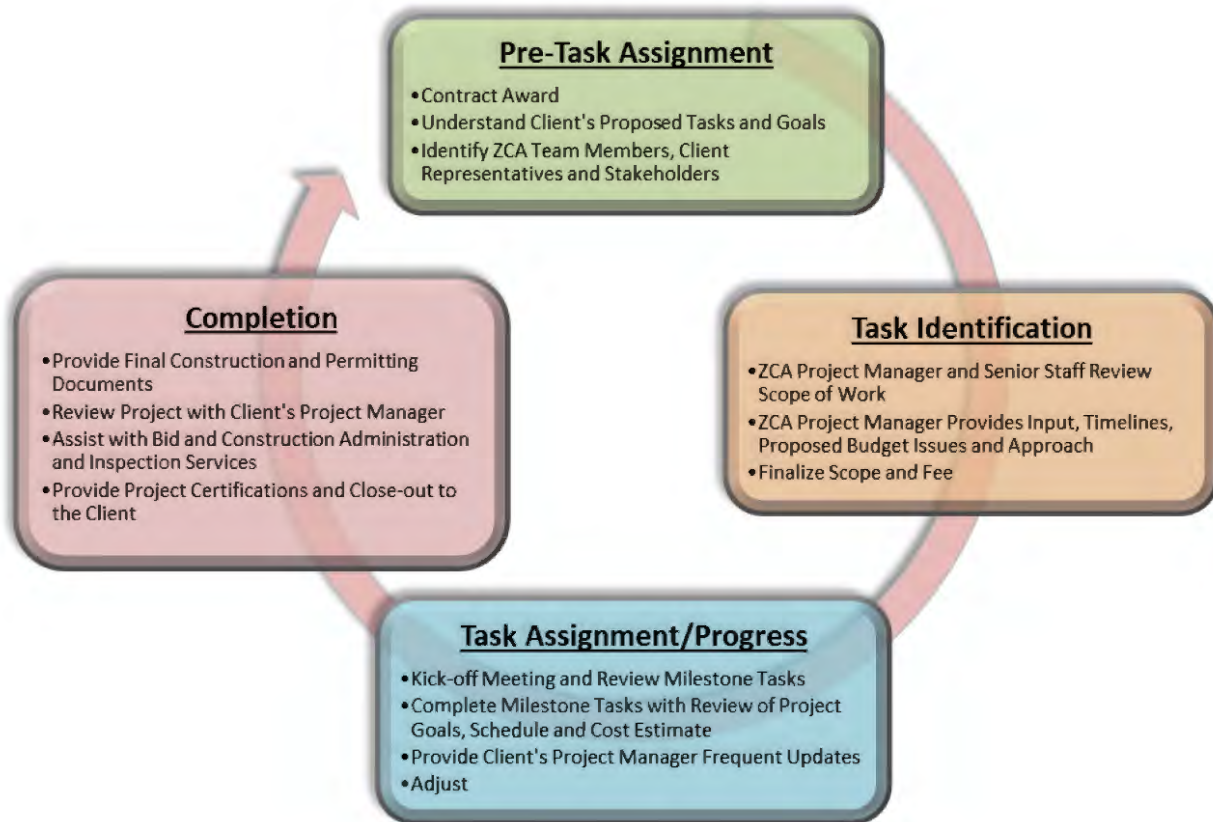 Pre-Task Assignment
•Contract Award
•Understand Client's Proposed Tasks and Goals
•Identify ZCA Team Members, Client
Representatives and Stakeholders
Task Identification
•ZCA Project Manager and Senior Staff Review
Scope of Work
•ZCA Project Manager Provides Input, Timelines,
Proposed Budget Issues and Approach
•Finalize Scope and Fee
Task Assignment/Progress
•Kick-off Meeting and Review Milestone Tasks
•Complete Milestone Tasks with Review of Project
Goals, Schedule and Cost Estimate
•Provide Client's Project Manager Frequent Updates
•Adjust
Completion
•Provide Final Construction and Permitting
Documents
•Review Project with Client's Project Manager
•Assist with Bid and Construction Administration
and Inspection Services
•Provide Project Certifications and Close-out to
the Client